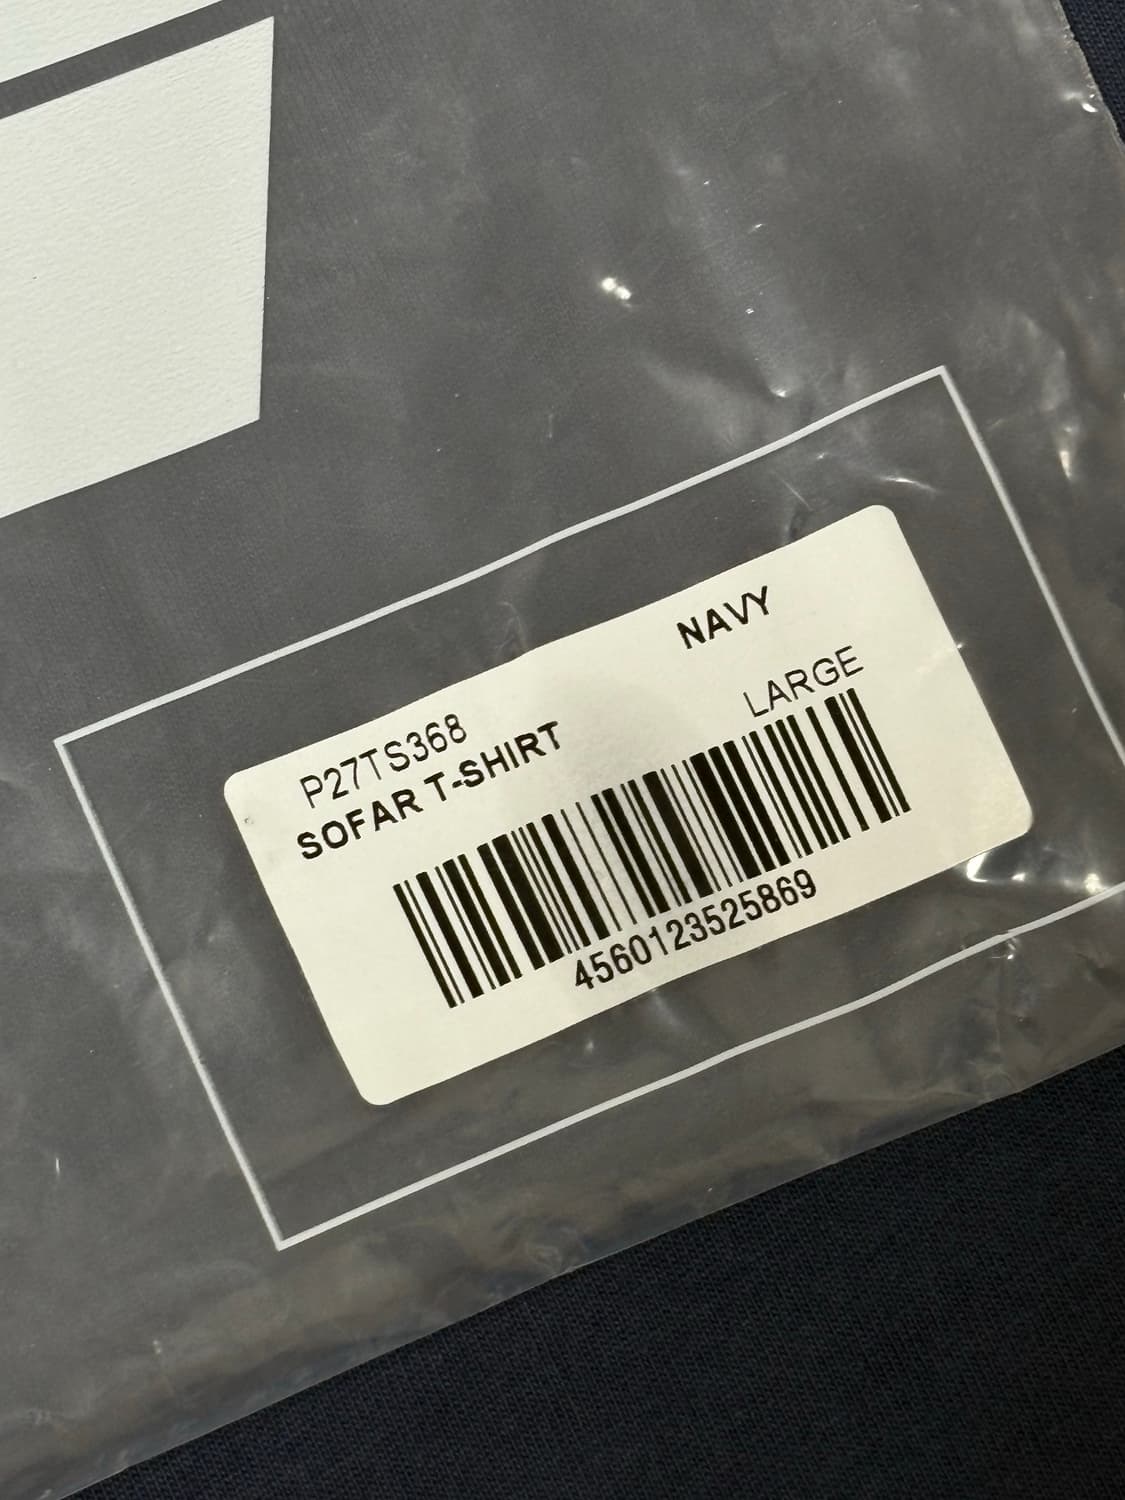 NAVY
LARGE
P27TS368
SOFAR T-SHIRT
4560123525869